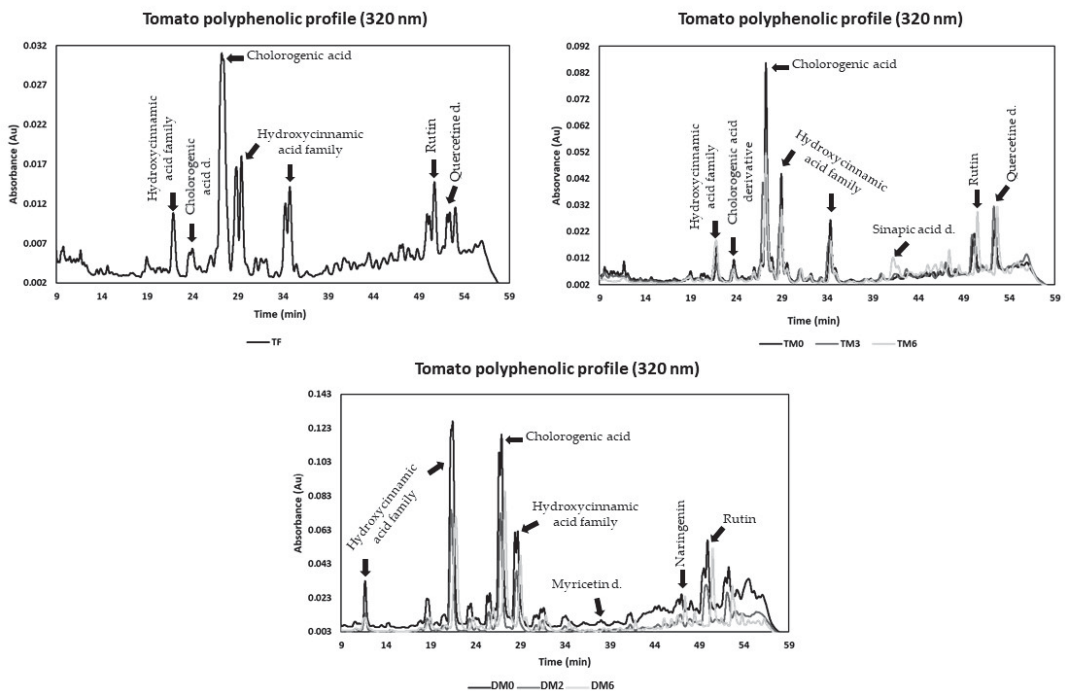 Tomato polyphenolic profile (320 nm)
0.032
0.027
0.022
0.017
0.012
0.007
0.002
Absorbance (Au)
Hydroxycinnamic
acid family
Cholorogenic
acid d.
Cholorogenic acid
Hydroxycinnamic
acid family
Rutin
Quercetine d.
9 14 19 24 29 34 39 44 49 54 59
Time (min)
TF
Tomato polyphenolic profile (320 nm)
0.092
0.082
0.072
0.062
0.052
0.042
0.032
0.022
0.012
0.002
Absorvance (Au)
Hydroxycinnamic
acid family
Cholorogenic acid
derivative
Cholorogenic acid
Hydroxycinnamic
acid family
Sinapic acid d.
Rutin
Quercetine d.
9 14 19 24 29 34 39 44 49 54 59
Time (min)
TM0 TM3 TM6
Tomato polyphenolic profile (320 nm)
0.143
0.123
0.103
0.083
0.063
0.043
0.023
0.003
Absorbance (Au)
Hydroxycinnamic
acid family
Cholorogenic acid
Hydroxycinnamic
acid family
Myricetin d.
Naringenin
Rutin
9 14 19 24 29 34 39 44 49 54 59
Time (min)
DM0 DM2 DM6